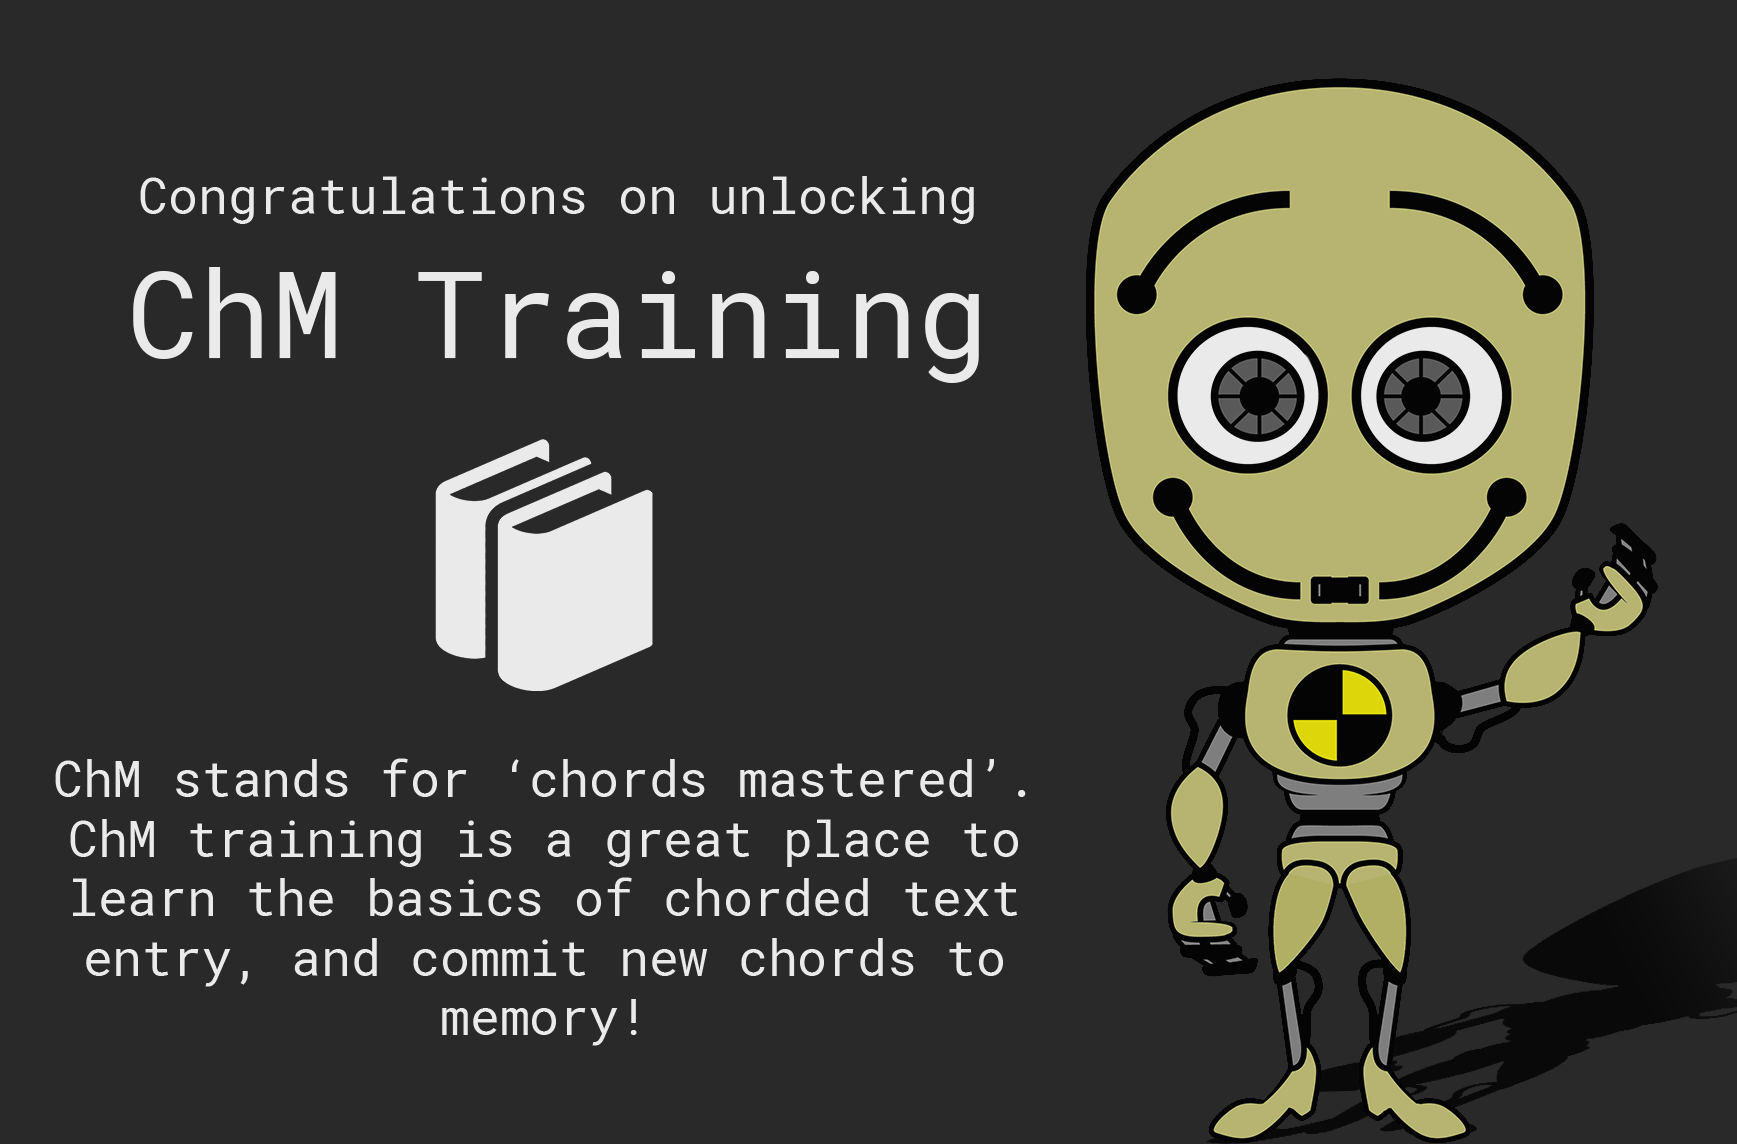 Congratulations on unlocking
ChM Training
ChM stands for ‘chords mastered’.
ChM training is a great place to
learn the basics of chorded text
entry, and commit new chords to
memory!